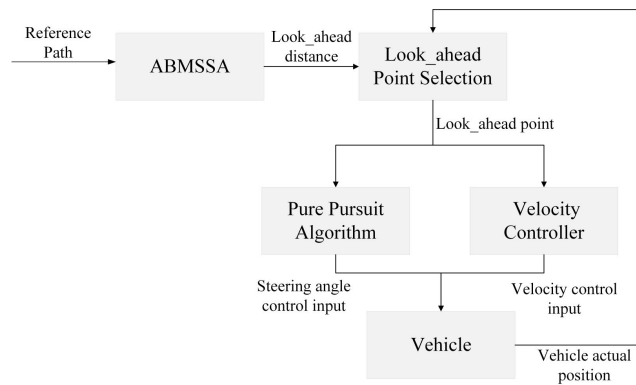 Reference
Path
ABMSSA
Look_ahead
distance
Look_ahead
Point Selection
Look_ahead point
Pure Pursuit
Algorithm
Velocity
Controller
Steering angle
control input
Velocity control
input
Vehicle
Vehicle actual
position